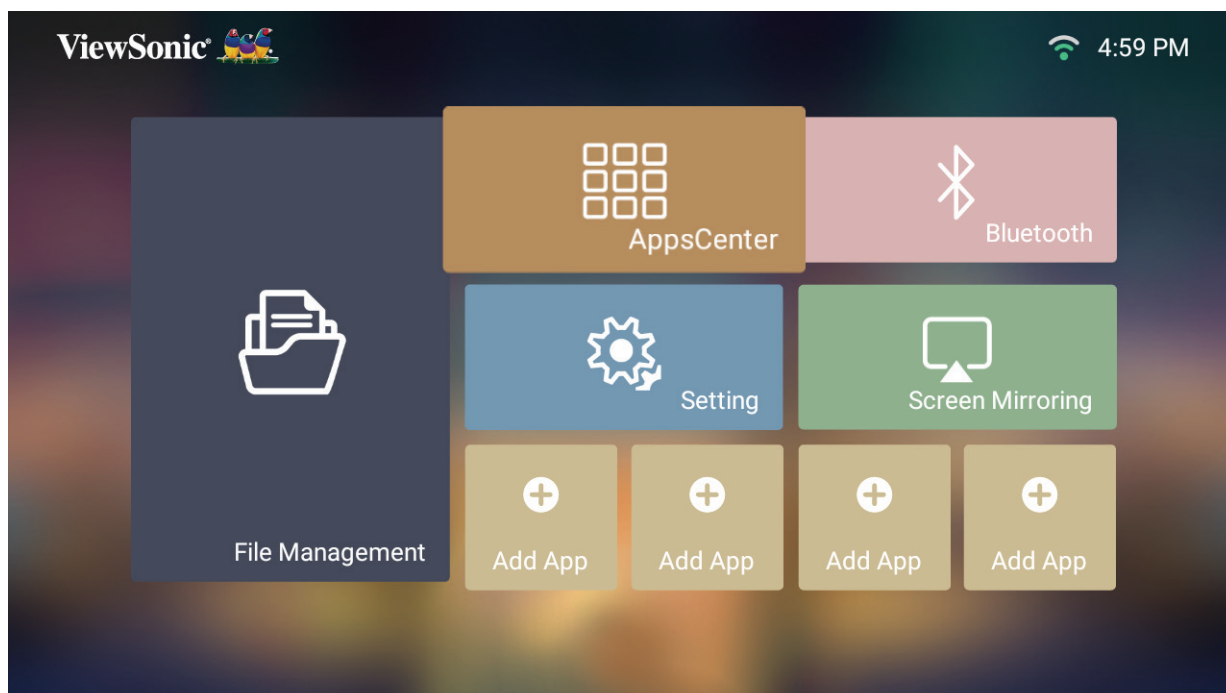 ViewSonic®
4:59 PM
AppsCenter
Bluetooth
Setting
Screen Mirroring
File Management
Add App
Add App
Add App
Add App